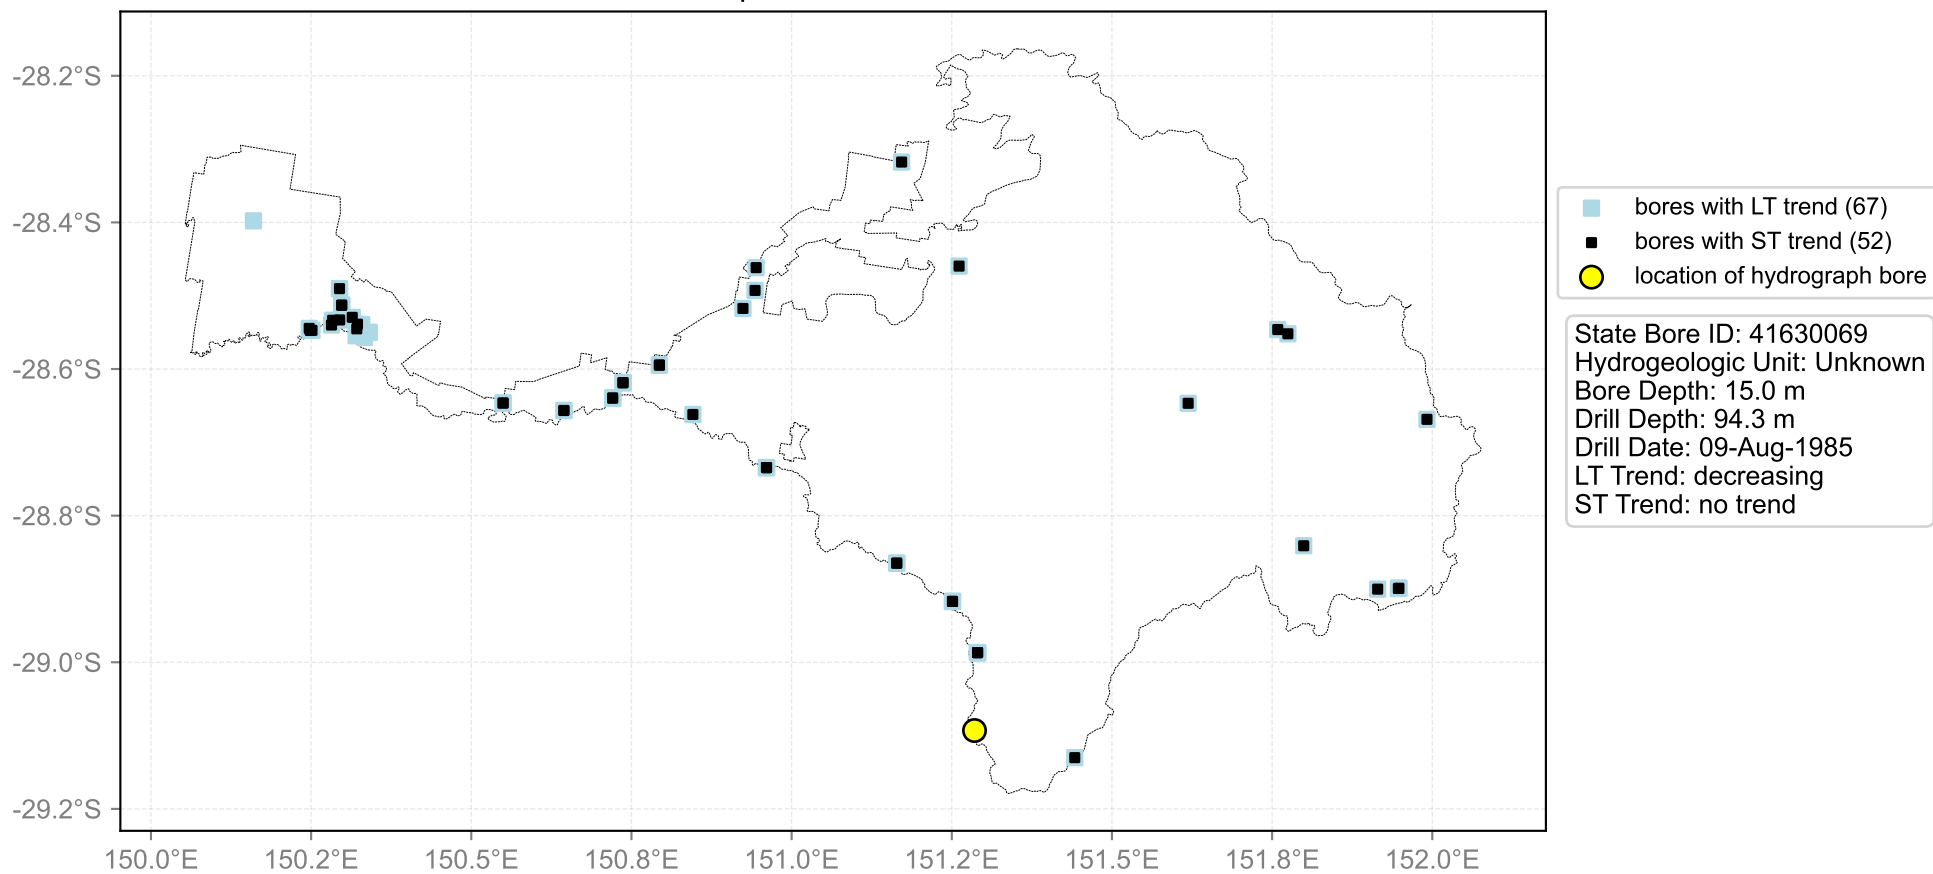 -28.2°S
-28.4°S
-28.6°S
-28.8°S
-29.0°S
-29.2°S
150.0°E
150.2°E
150.5°E
150.8°E
151.0°E
151.2°E
151.5°E
151.8°E
152.0°E
bores with LT trend (67)
bores with ST trend (52)
location of hydrograph bore
State Bore ID: 41630069
Hydrogeologic Unit: Unknown
Bore Depth: 15.0 m
Drill Depth: 94.3 m
Drill Date: 09-Aug-1985
LT Trend: decreasing
ST Trend: no trend